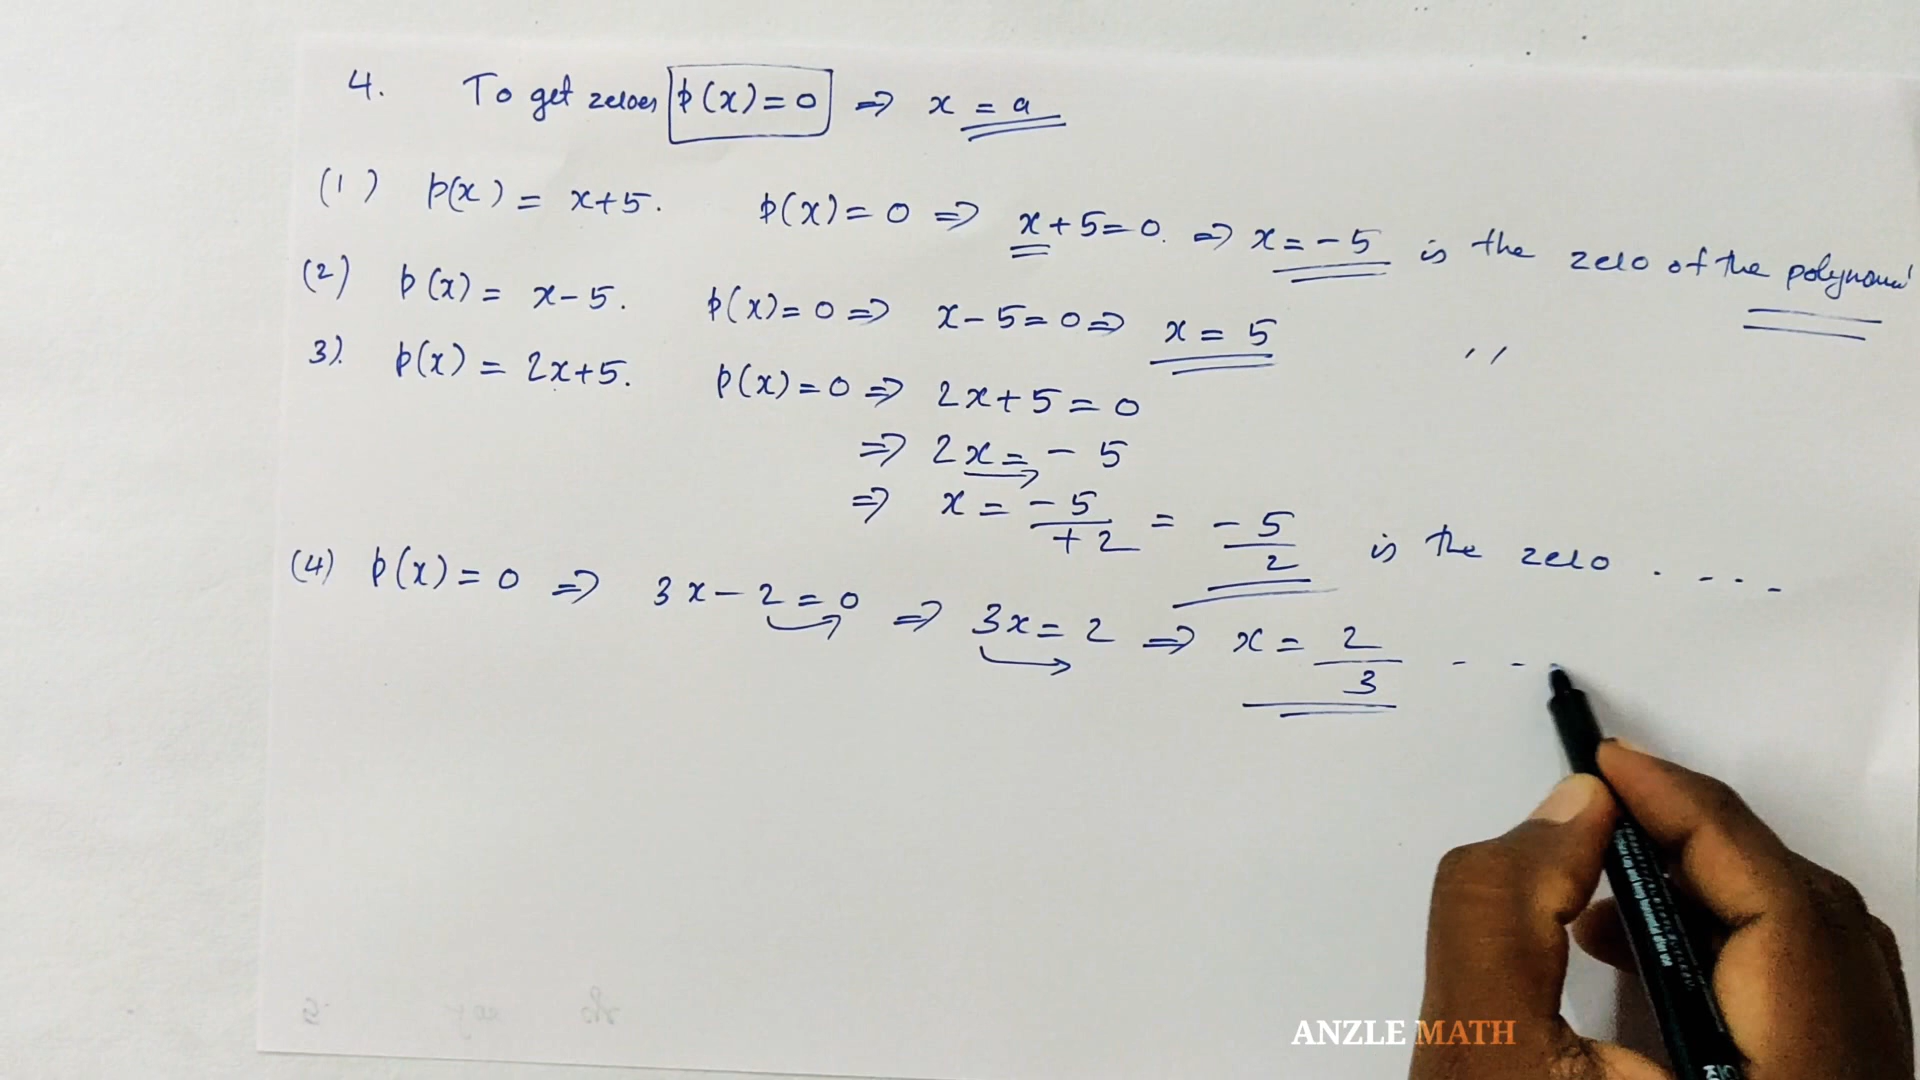 4. To get zeroes p(x) = 0 ⇒ x = a
(1) p(x) = x+5. p(x) = 0 ⇒ x+5=0. ⇒ x = -5 is the zero of the polynomial
(2) p(x) = x-5. p(x) = 0 ⇒ x-5=0 ⇒ x = 5 ,,
3). p(x) = 2x+5. p(x) = 0 ⇒ 2x+5 = 0
⇒ 2x = -5
⇒ x = -5/+2 = -5/2 is the zero . - - - -
(4) p(x) = 0 ⇒ 3x-2 = 0 ⇒ 3x = 2 ⇒ x = 2/3 - - -
ANZLE MATH